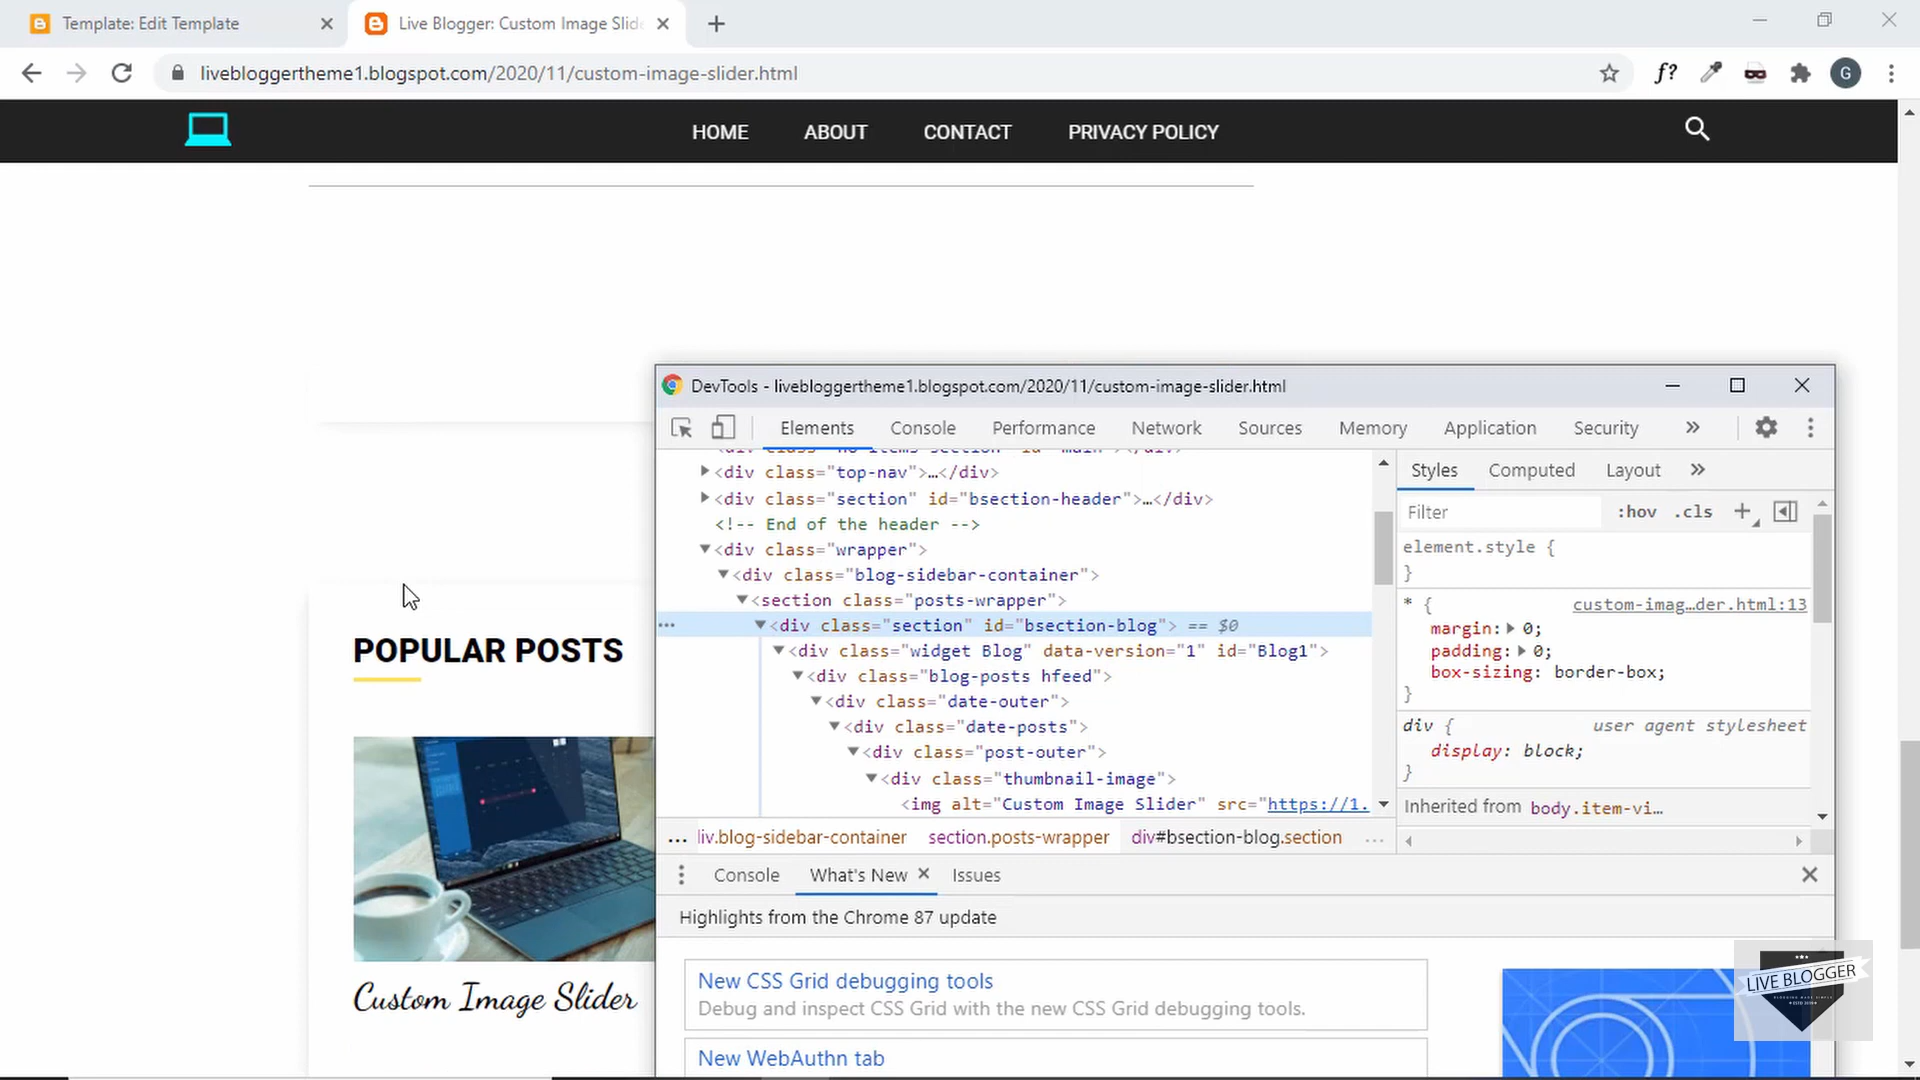 Template: Edit Template
Live Blogger: Custom Image Slid
livebloggertheme1.blogspot.com/2020/11/custom-image-slider.html
f?
G
HOME ABOUT CONTACT PRIVACY POLICY
POPULAR POSTS
Custom Image Slider
DevTools - livebloggertheme1.blogspot.com/2020/11/custom-image-slider.html
Elements Console Performance Network Sources Memory Application Security »
▶<div class="top-nav">…</div>
▶<div class="section" id="bsection-header">…</div>
<!-- End of the header -->
▼<div class="wrapper">
▼<div class="blog-sidebar-container">
▼<section class="posts-wrapper">
… ▼<div class="section" id="bsection-blog"> == $0
▼<div class="widget Blog" data-version="1" id="Blog1">
▼<div class="blog-posts hfeed">
▼<div class="date-outer">
▼<div class="date-posts">
▼<div class="post-outer">
▼<div class="thumbnail-image">
<img alt="Custom Image Slider" src="https://1.
… liv.blog-sidebar-container section.posts-wrapper div#bsection-blog.section …
Styles Computed Layout »
Filter :hov .cls +
element.style {
}
* { custom-imag…der.html:13
margin:▶ 0;
padding:▶ 0;
box-sizing: border-box;
}
div { user agent stylesheet
display: block;
}
Inherited from body.item-vi…
Console What's New × Issues
Highlights from the Chrome 87 update
New CSS Grid debugging tools
Debug and inspect CSS Grid with the new CSS Grid debugging tools.
New WebAuthn tab
LIVE BLOGGER